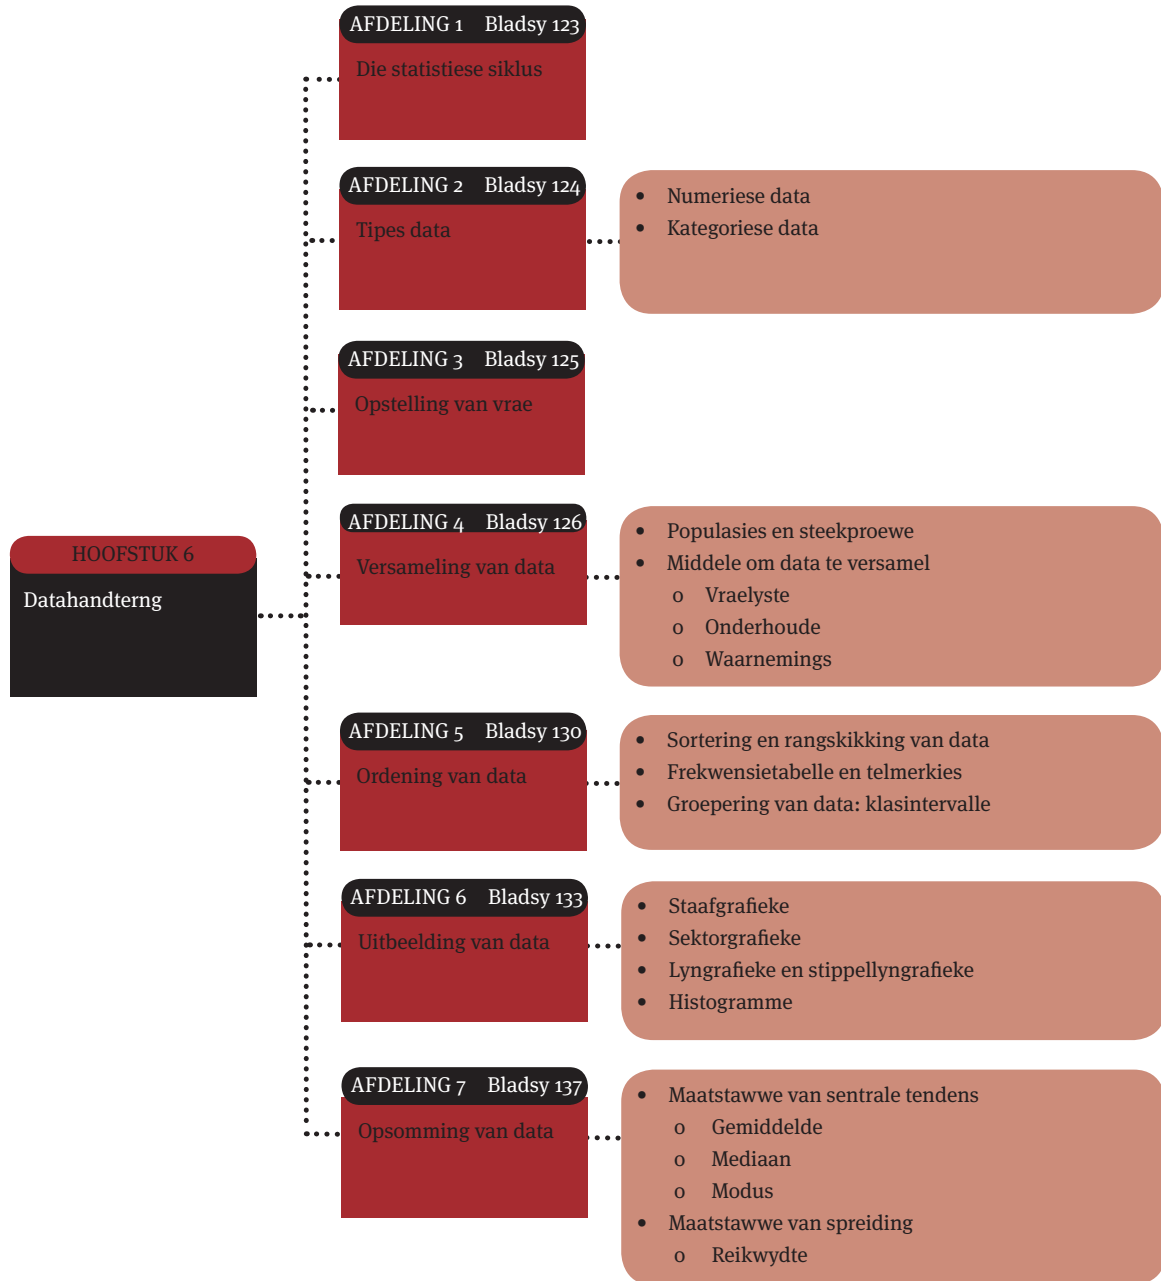 AFDELING 1 Bladsy 123
Die statistiese siklus
AFDELING 2 Bladsy 124
Tipes data
• Numeriese data
• Kategoriese data
AFDELING 3 Bladsy 125
Opstelling van vrae
HOOFSTUK 6
Datahandterng
AFDELING 4 Bladsy 126
Versameling van data
• Populasies en steekproewe
• Middele om data te versamel
o Vraelyste
o Onderhoude
o Waarnemings
AFDELING 5 Bladsy 130
Ordening van data
• Sortering en rangskikking van data
• Frekwensietabelle en telmerkies
• Groepering van data: klasintervalle
AFDELING 6 Bladsy 133
Uitbeelding van data
• Staafgrafieke
• Sektorgrafieke
• Lyngrafieke en stippellyngrafieke
• Histogramme
AFDELING 7 Bladsy 137
Opsomming van data
• Maatstawwe van sentrale tendens
o Gemiddelde
o Mediaan
o Modus
• Maatstawwe van spreiding
o Reikwydte